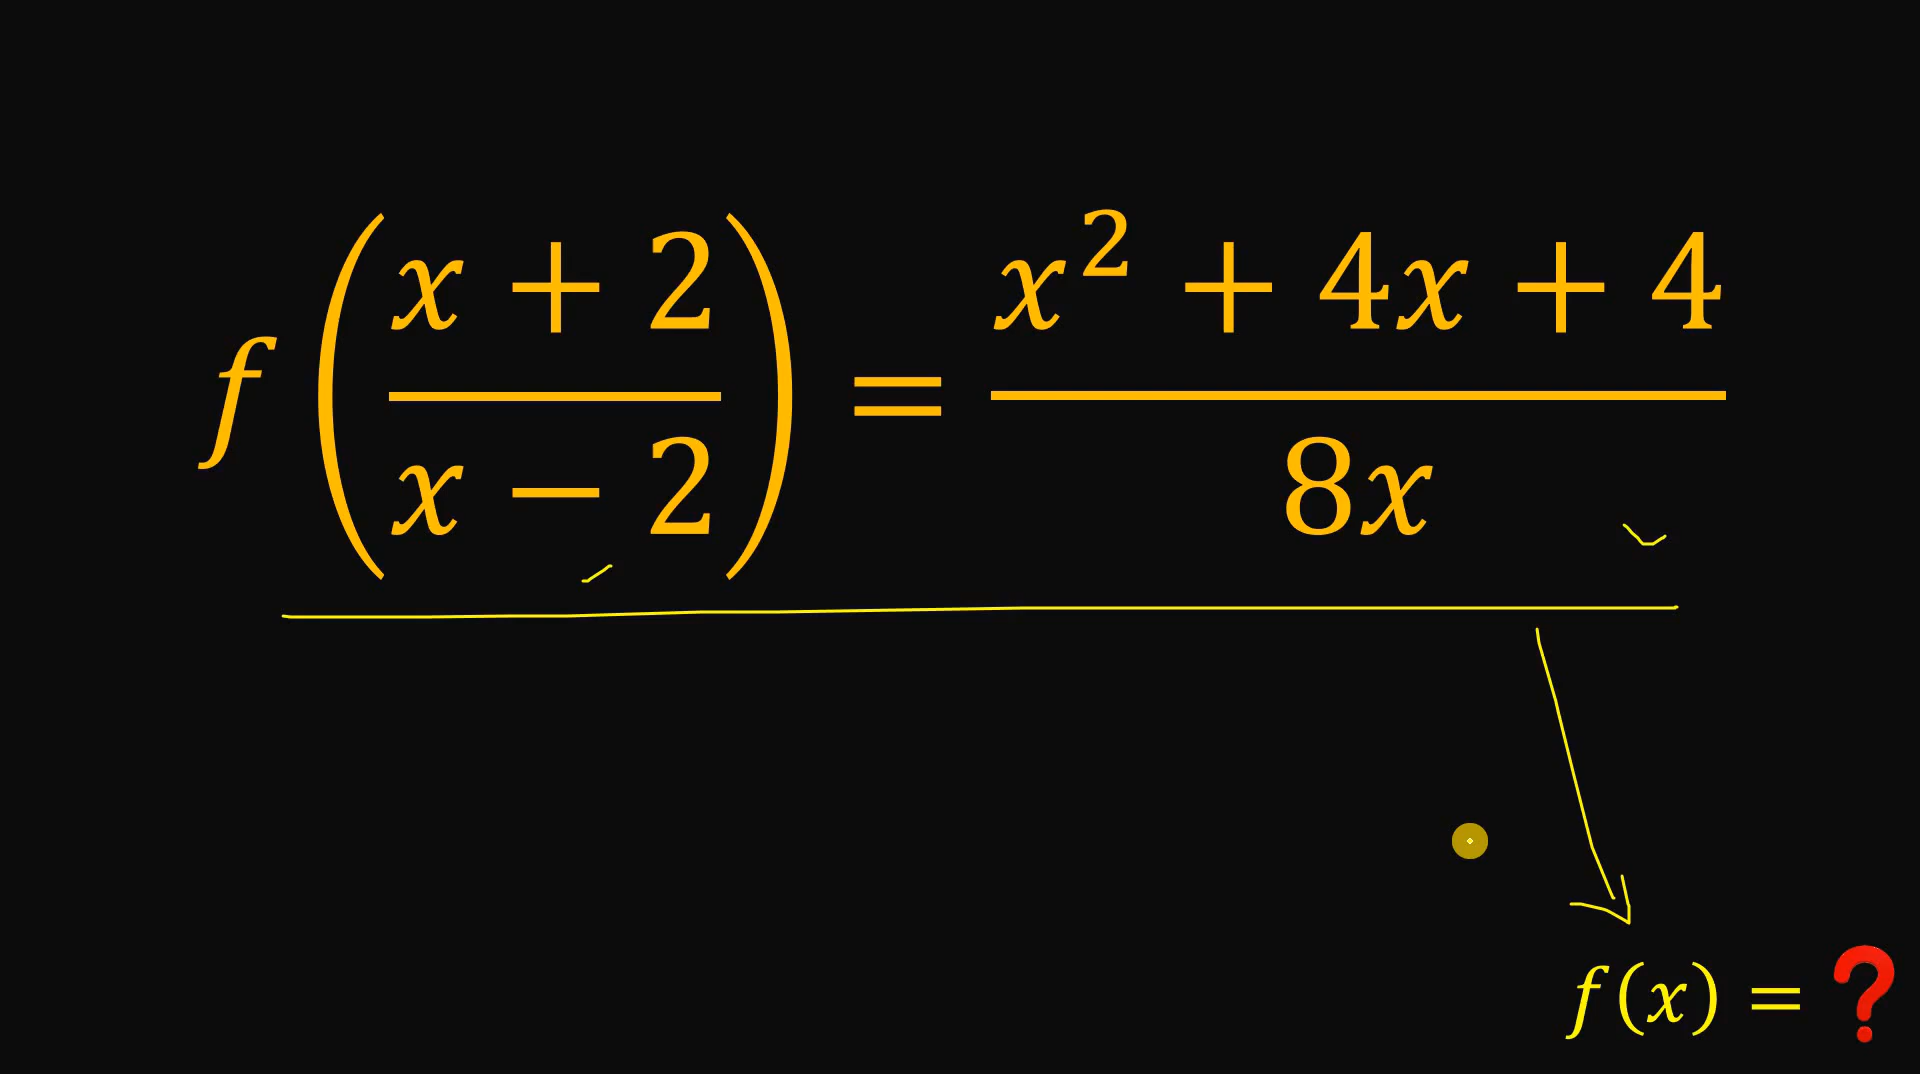 f((x + 2)/(x − 2)) = (x² + 4x + 4)/(8x)
f(x) = ❓